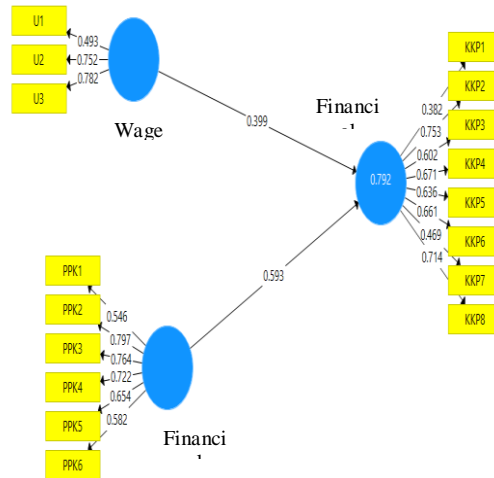 U1
0.493
U2
0.752
U3
0.782
Wage
0.399
Financi
0.792
KKP1
0.382
KKP2
0.753
KKP3
0.602
KKP4
0.671
0.636
KKP5
0.661
KKP6
0.469
KKP7
0.714
KKP8
0.593
PPK1
0.546
PPK2
0.797
PPK3
0.764
PPK4
0.722
PPK5
0.654
PPK6
0.582
Financi